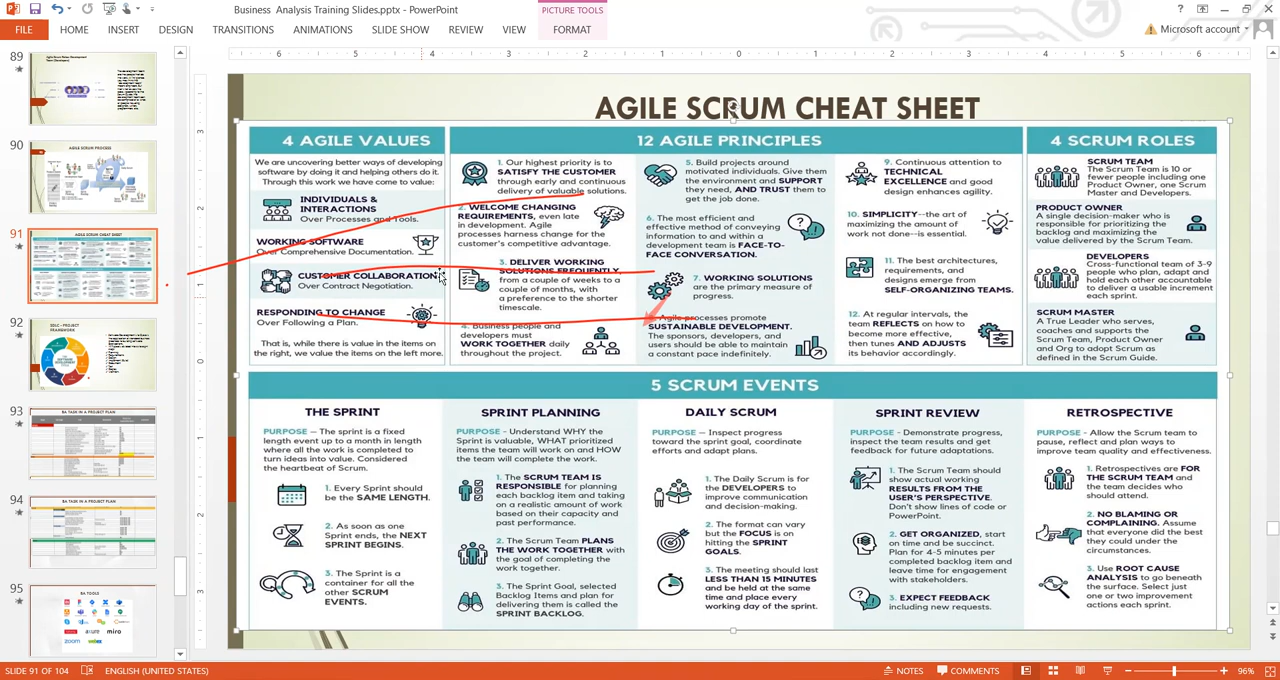 Business Analysis Training Slides.pptx - PowerPoint
PICTURE TOOLS
FILE
HOME
INSERT
DESIGN
TRANSITIONS
ANIMATIONS
SLIDE SHOW
REVIEW
VIEW
FORMAT
Microsoft account
89
90
AGILE SCRUM PROCESS
91
AGILE SCRUM CHEAT SHEET
92
93
BA TASK IN A PROJECT PLAN
94
BA TASK IN A PROJECT PLAN
95
BA TOOLS
miro
zoom
AGILE SCRUM CHEAT SHEET
4 AGILE VALUES
We are uncovering better ways of developing
software by doing it and helping others do it.
Through this work we have come to value:
INDIVIDUALS &
INTERACTIONS
Over Processes and Tools.
WORKING SOFTWARE
Over Comprehensive Documentation.
CUSTOMER COLLABORATION
Over Contract Negotiation.
RESPONDING TO CHANGE
Over Following a Plan.
That is, while there is value in the items on
the right, we value the items on the left more.
12 AGILE PRINCIPLES
1. Our highest priority is to
SATISFY THE CUSTOMER
through early and continuous
delivery of valuable solutions.
2. WELCOME CHANGING
REQUIREMENTS, even late
in development. Agile
processes harness change for the
customer's competitive advantage.
3. DELIVER WORKING
SOLUTIONS FREQUENTLY,
from a couple of weeks to a
couple of months, with
a preference to the shorter
timescale.
4. Business people and
developers must
WORK TOGETHER daily
throughout the project.
5. Build projects around
motivated individuals. Give them
the environment and SUPPORT
they need, AND TRUST them to
get the job done.
6. The most efficient and
effective method of conveying
information to and within a
development team is FACE-TO-
FACE CONVERSATION.
7. WORKING SOLUTIONS
are the primary measure of
progress.
Agile processes promote
SUSTAINABLE DEVELOPMENT.
The sponsors, developers, and
users should be able to maintain
a constant pace indefinitely.
9. Continuous attention to
TECHNICAL
EXCELLENCE and good
design enhances agility.
10. SIMPLICITY--the art of
maximizing the amount of
work not done--is essential.
11. The best architectures,
requirements, and
designs emerge from
SELF-ORGANIZING TEAMS.
12. At regular intervals, the
team REFLECTS on how to
become more effective,
then tunes AND ADJUSTS
its behavior accordingly.
4 SCRUM ROLES
SCRUM TEAM
The Scrum Team is 10 or
fewer people including one
Product Owner, one Scrum
Master and Developers.
PRODUCT OWNER
A single decision-maker who is
responsible for prioritizing the
backlog and maximizing the
value delivered by the Scrum Team.
DEVELOPERS
Cross-functional team of 3-9
people who plan, adapt and
hold each other accountable
to deliver a usable increment
each sprint.
SCRUM MASTER
A True Leader who serves,
coaches and supports the
Scrum Team, Product Owner
and Org to adopt Scrum as
defined in the Scrum Guide.
5 SCRUM EVENTS
THE SPRINT
PURPOSE – The sprint is a fixed
length event up to a month in length
where all the work is completed to
turn ideas into value. Considered
the heartbeat of Scrum.
1. Every Sprint should
be the SAME LENGTH.
2. As soon as one
Sprint ends, the NEXT
SPRINT BEGINS.
3. The Sprint is a
container for all the
other SCRUM
EVENTS.
SPRINT PLANNING
PURPOSE - Understand WHY the
Sprint is valuable, WHAT prioritized
items the team will work on and HOW
the team will complete the work.
1. The SCRUM TEAM IS
RESPONSIBLE for planning
each backlog item and taking
on a realistic amount of work
based on their capacity and
past performance.
2. The Scrum Team PLANS
THE WORK TOGETHER with
the goal of completing the
work together.
3. The Sprint Goal, selected
Backlog Items and plan for
delivering them is called the
SPRINT BACKLOG.
DAILY SCRUM
PURPOSE – Inspect progress
toward the sprint goal, coordinate
efforts and adapt plans.
1. The Daily Scrum is for
the DEVELOPERS to
improve communication
and decision-making.
2. The format can vary
but the FOCUS is on
hitting the SPRINT
GOALS.
3. The meeting should last
LESS THAN 15 MINUTES
and be held at the same
time and place every
working day of the sprint.
SPRINT REVIEW
PURPOSE - Demonstrate progress,
inspect the team results and get
feedback for future adaptations.
1. The Scrum Team should
show actual working
RESULTS FROM THE
USER'S PERSPECTIVE.
Don't show lines of code or
PowerPoint.
2. GET ORGANIZED, start
on time and be succinct.
Plan for 4-5 minutes per
completed backlog item and
leave time for engagement
with stakeholders.
3. EXPECT FEEDBACK
including new requests.
RETROSPECTIVE
PURPOSE - Allow the Scrum team to
pause, reflect and plan ways to
improve team quality and effectiveness.
1. Retrospectives are FOR
THE SCRUM TEAM and
the team decides who
should attend.
2. NO BLAMING OR
COMPLAINING. Assume
that everyone did the best
they could under the
circumstances.
3. Use ROOT CAUSE
ANALYSIS to go beneath
the surface. Select just
one or two improvement
actions each sprint.
SLIDE 91 OF 104
ENGLISH (UNITED STATES)
NOTES
COMMENTS
96%